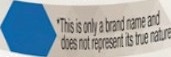 *This is only a brand name and
does not represent its true nature